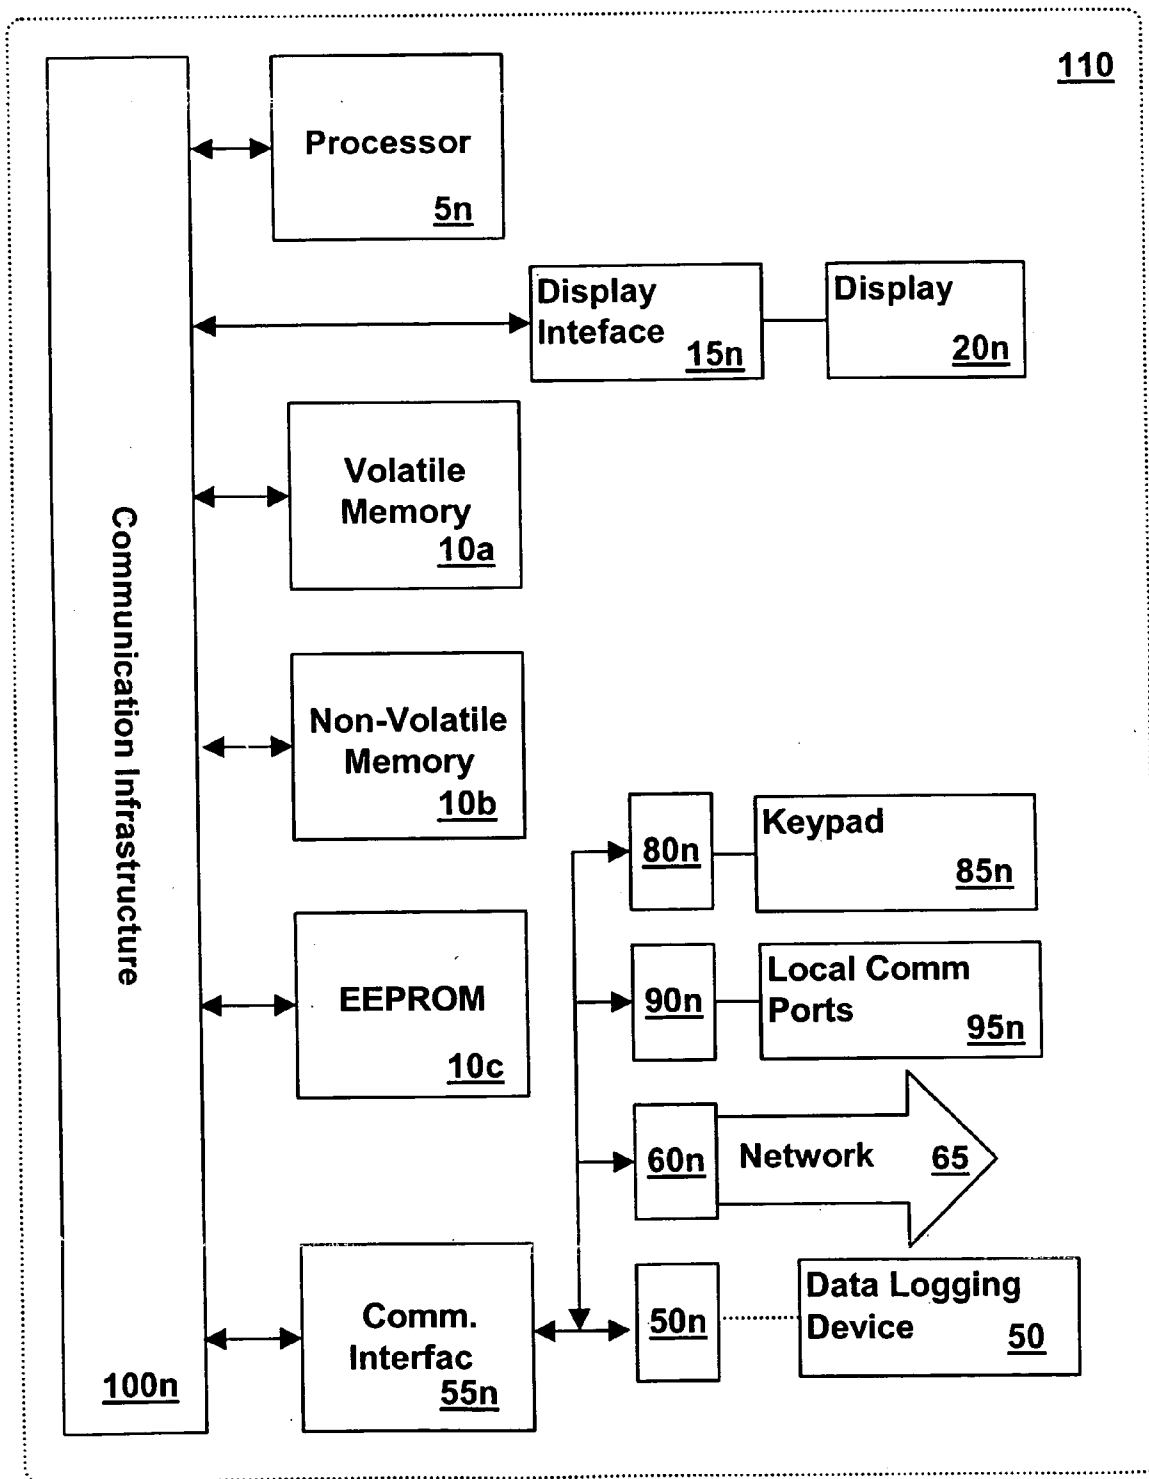 110
Processor
5n
Display
Inteface
15n
Display
20n
Volatile
Memory
10a
Communication Infrastructure
Non-Volatile
Memory
10b
80n
Keypad
85n
EEPROM
10c
90n
Local Comm
Ports
95n
60n
Network
65
Comm.
Interfac
55n
50n
Data Logging
Device
50
100n